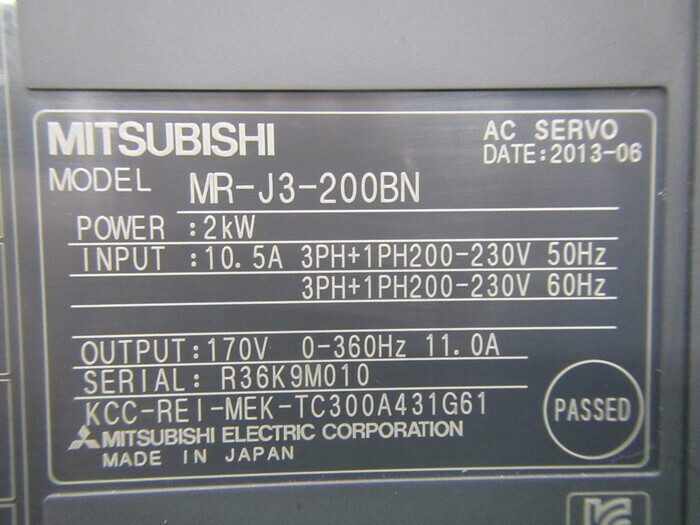 MITSUBISHI
AC SERVO
DATE:2013-06
MODEL MR-J3-200BN
POWER :2kW
INPUT :10.5A 3PH+1PH200-230V 50Hz
3PH+1PH200-230V 60Hz
OUTPUT:170V 0-360Hz 11.0A
SERIAL: R36K9M010
KCC-REI-MEK-TC300A431G61
PASSED
MITSUBISHI ELECTRIC CORPORATION
MADE IN JAPAN